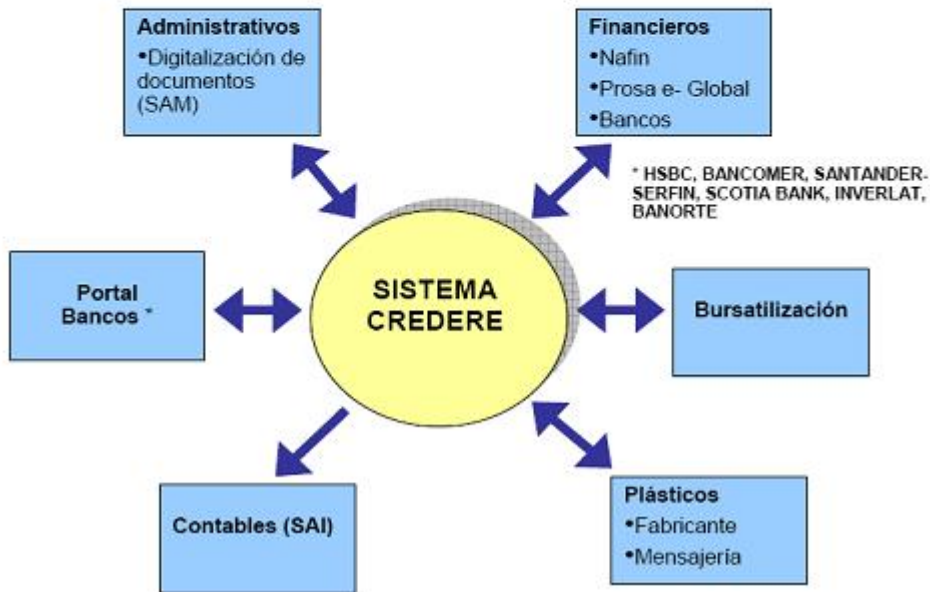 Administrativos
•Digitalización de
documentos
(SAM)
Financieros
•Nafin
•Prosa e- Global
•Bancos
* HSBC, BANCOMER, SANTANDER-
SERFIN, SCOTIA BANK, INVERLAT,
BANORTE
Portal
Bancos *
SISTEMA
CREDERE
Bursatilización
Contables (SAI)
Plásticos
•Fabricante
•Mensajería